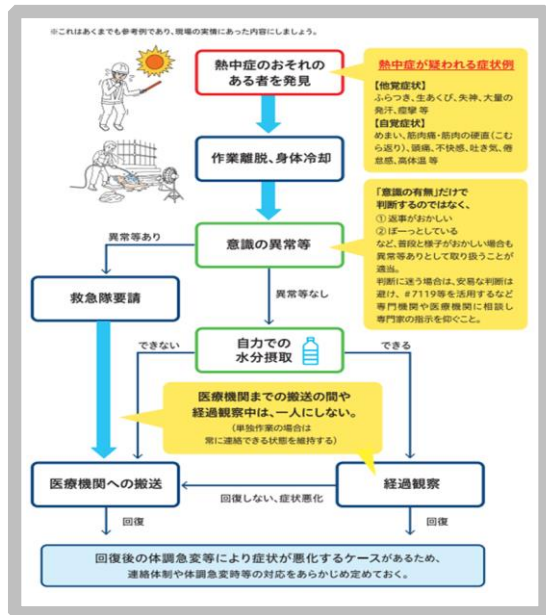 ※これはあくまでも参考例であり、現場の実情にあった内容にしましょう。
熱中症のおそれの
ある者を発見
熱中症が疑われる症状例
【他覚症状】
ふらつき、生あくび、失神、大量の
発汗、痙攣 等
【自覚症状】
めまい、筋肉痛・筋肉の硬直(こむ
ら返り)、頭痛、不快感、吐き気、倦
怠感、高体温 等
作業離脱、身体冷却
「意識の有無」だけで
判断するのではなく、
①返事がおかしい
②ぼーっとしている
など、普段と様子がおかしい場合も
異常等ありとして取り扱うことが
適当。
判断に迷う場合は、安易な判断は
避け、#7119等を活用するなど
専門機関や医療機関に相談し
専門家の指示を仰ぐこと。
意識の異常等
異常等あり
救急隊要請
異常等なし
自力での
水分摂取
できない
できる
医療機関までの搬送の間や
経過観察中は、一人にしない。
(単独作業の場合は
常に連絡できる状態を維持する)
医療機関への搬送
経過観察
回復しない、症状悪化
回復
回復
回復後の体調急変等により症状が悪化するケースがあるため、
連絡体制や体調急変時等の対応をあらかじめ定めておく。